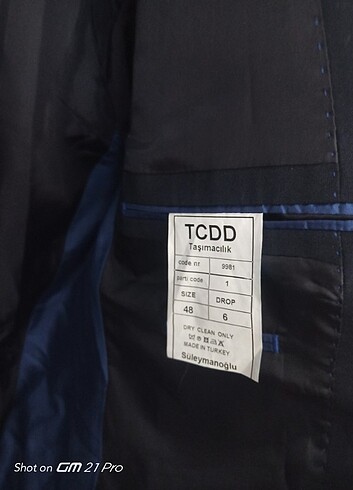 TCDD
Taşımacılık
code nr 9981
parti code 1
SIZE DROP
48 6
DRY CLEAN ONLY
MADE IN TURKEY
Süleymanoğlu
Shot on GM 21 Pro